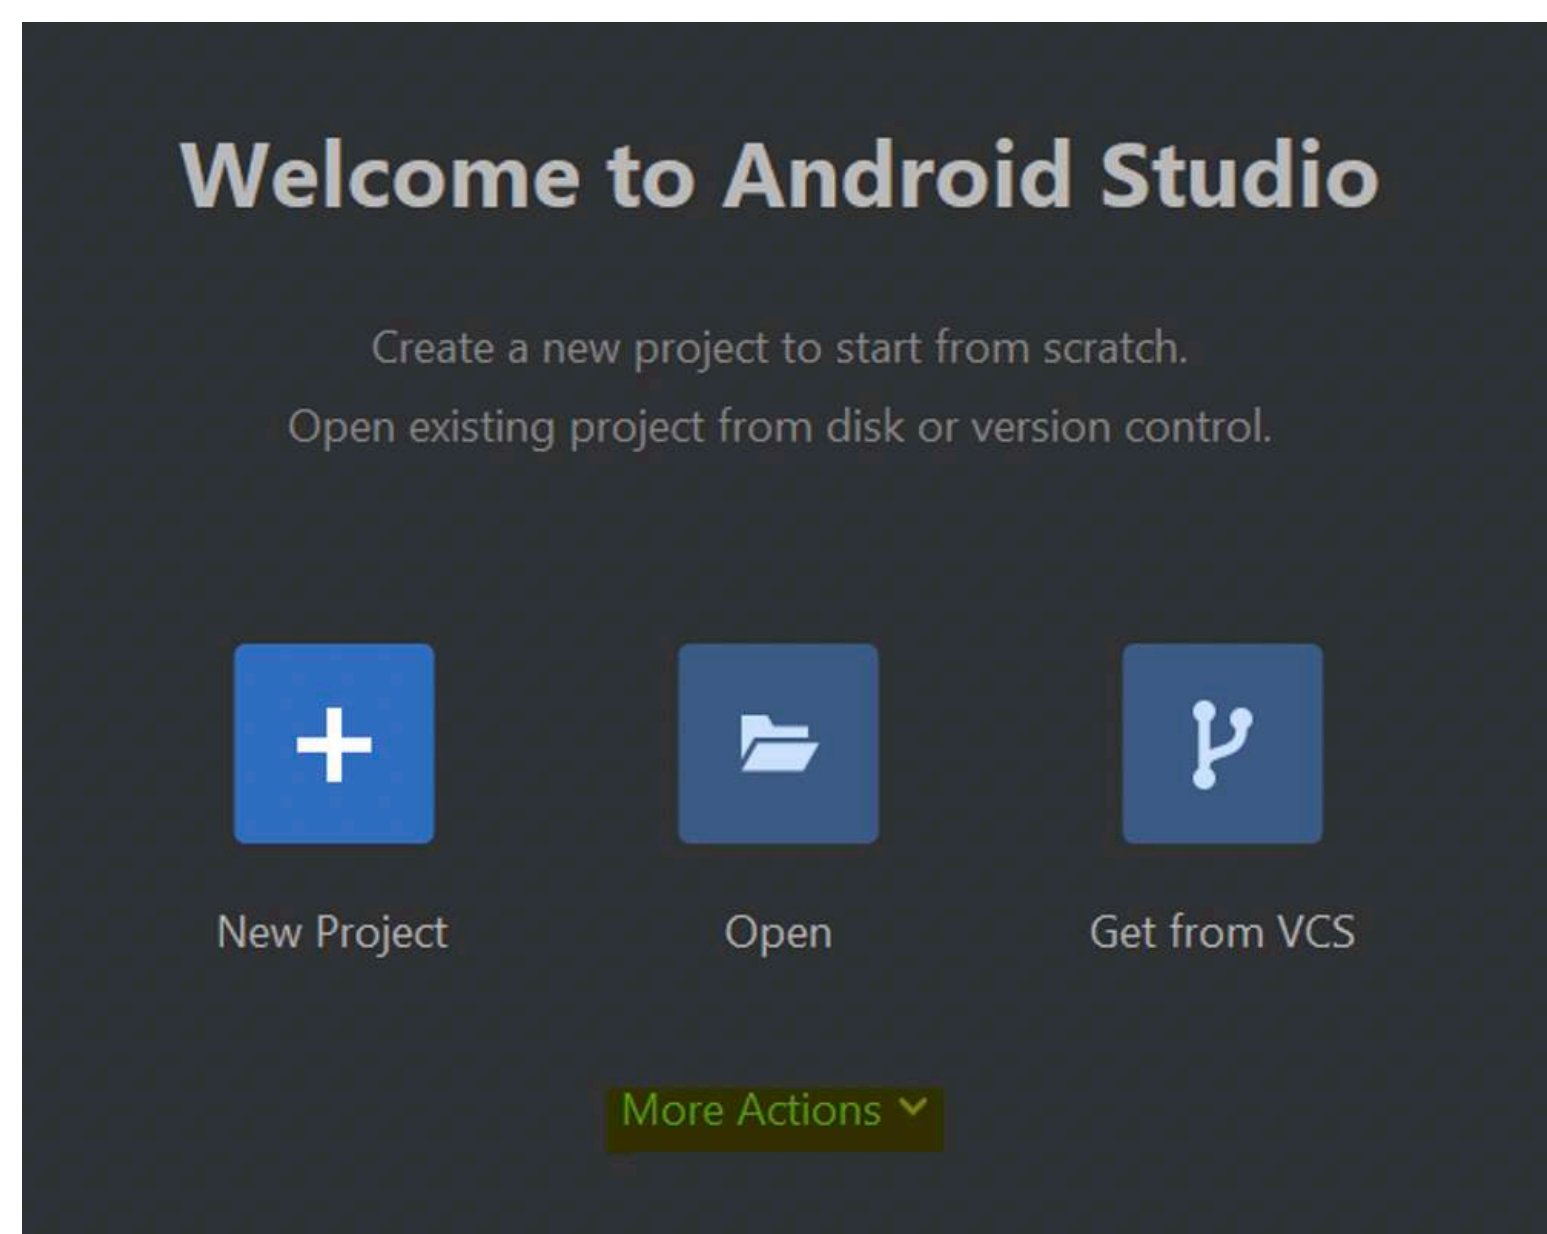 Welcome to Android Studio
Create a new project to start from scratch.
Open existing project from disk or version control.
New Project
Open
Get from VCS
More Actions